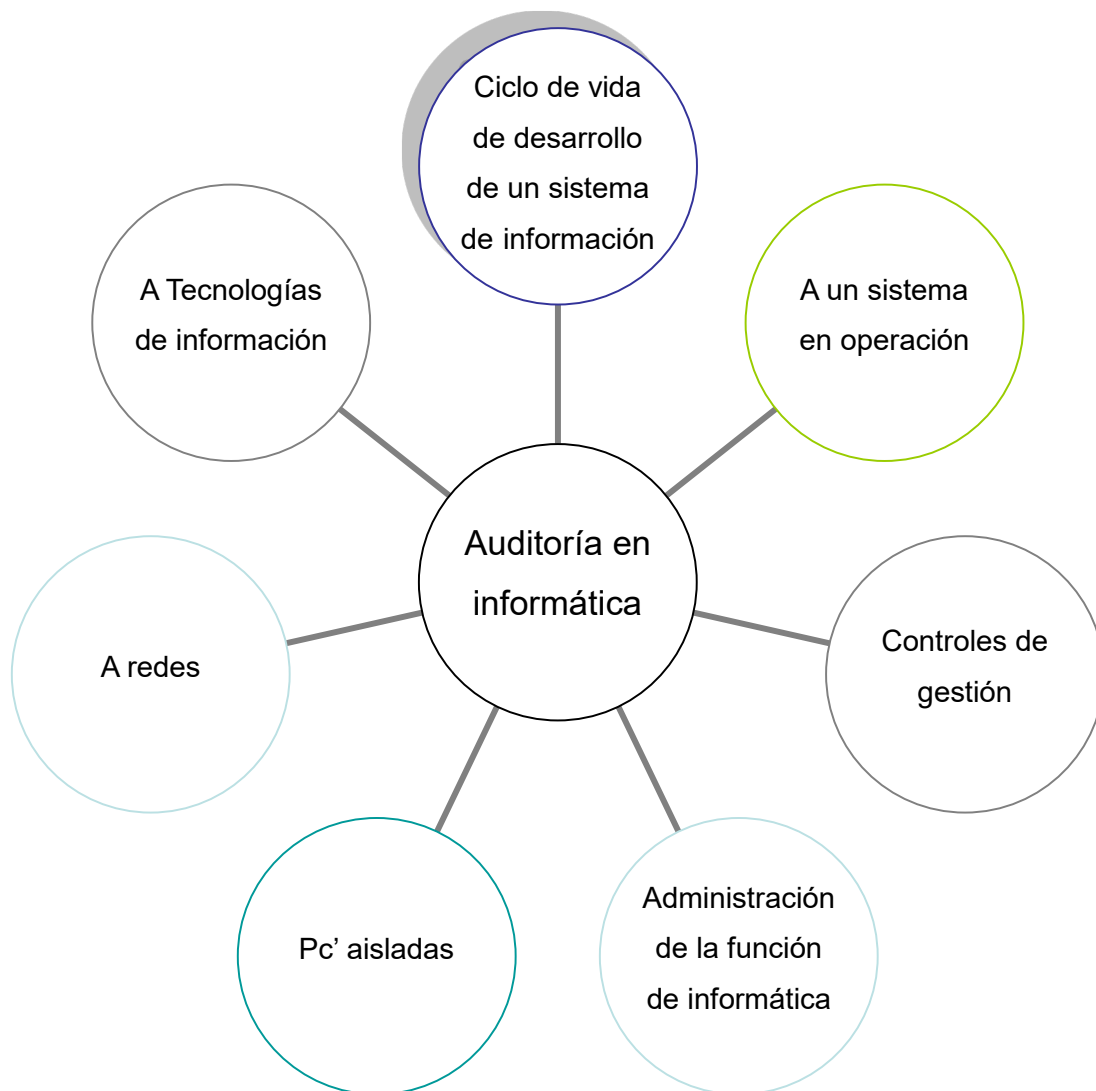 Ciclo de vida
de desarrollo
de un sistema
de información
A Tecnologías
de información
A un sistema
en operación
Auditoría en
informática
Controles de
gestión
A redes
Pc’ aisladas
Administración
de la función
de informática